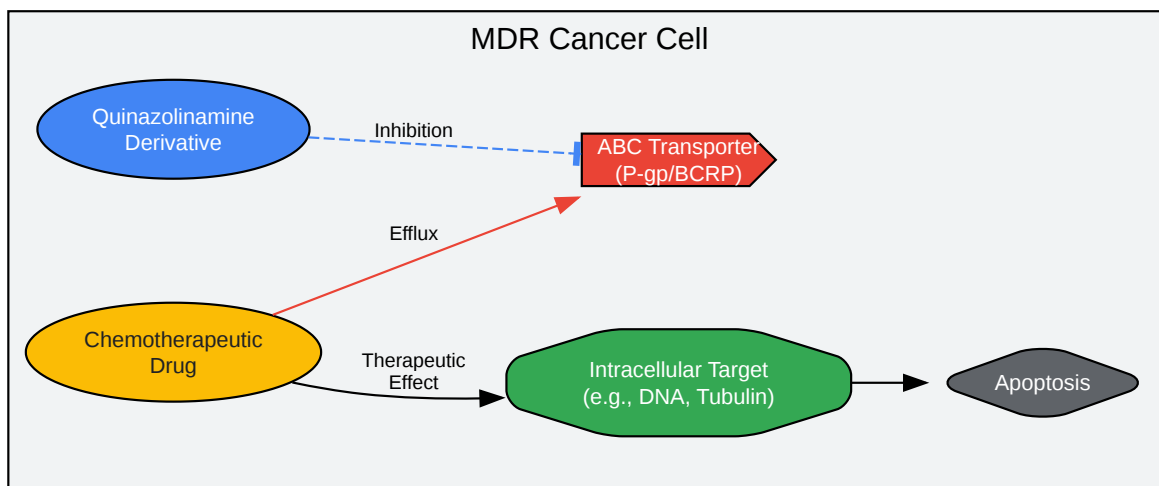 MDR Cancer Cell
Quinazolinamine
Derivative
Inhibition
ABC Transporter
(P-gp/BCRP)
Efflux
Chemotherapeutic
Drug
Therapeutic
Effect
Intracellular Target
(e.g., DNA, Tubulin)
Apoptosis